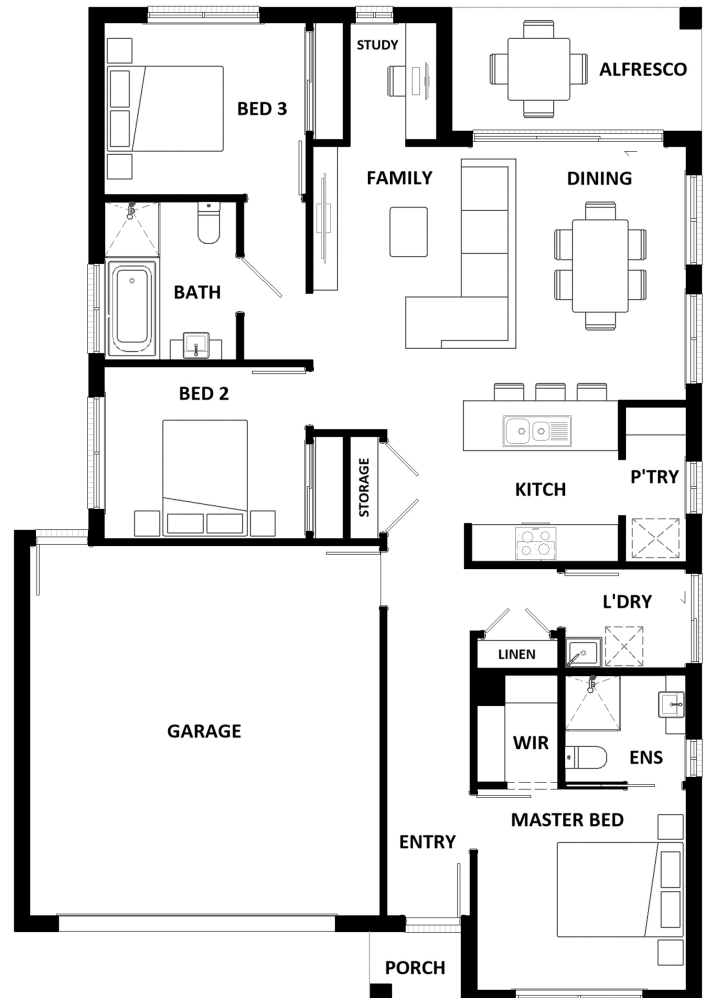 STUDY
ALFRESCO
BED 3
FAMILY
DINING
BATH
BED 2
STORAGE
KITCH
P'TRY
L'DRY
LINEN
GARAGE
WIR
ENS
MASTER BED
ENTRY
PORCH